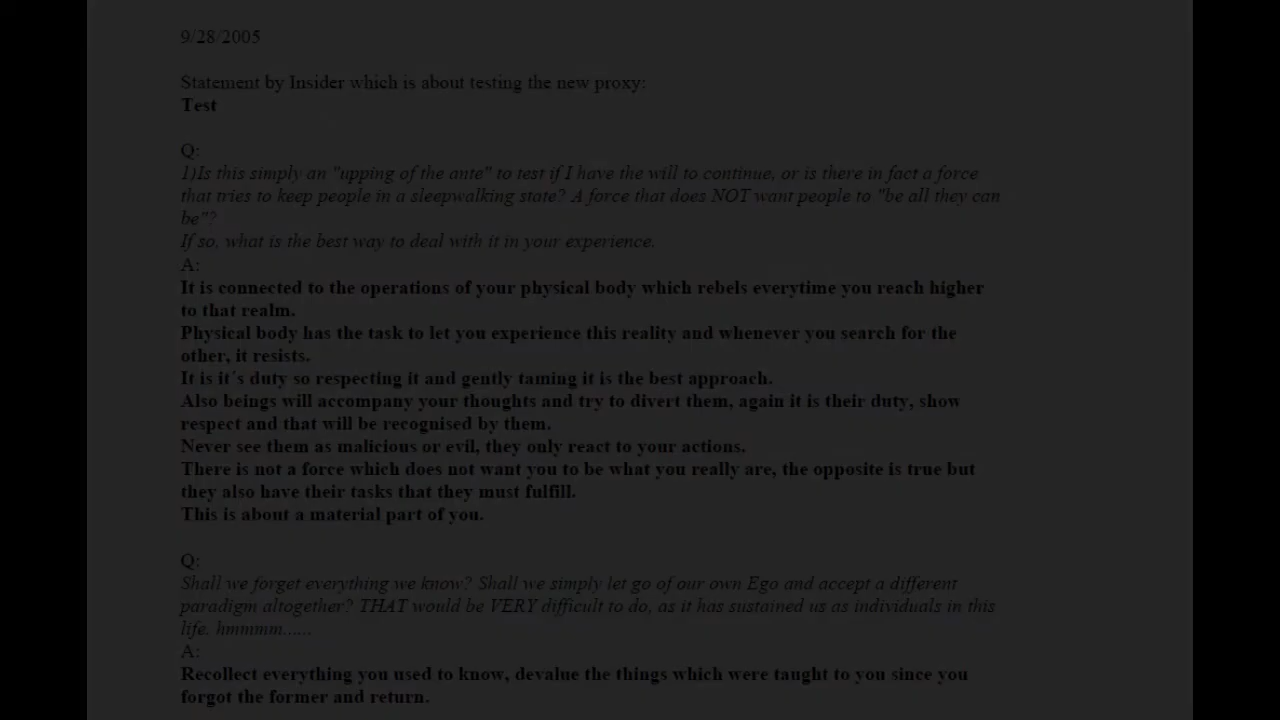 9/28/2005
Statement by Insider which is about testing the new proxy:
Test
Q:
1)Is this simply an "upping of the ante" to test if I have the will to continue, or is there in fact a force
that tries to keep people in a sleepwalking state? A force that does NOT want people to "be all they can
be"?
If so, what is the best way to deal with it in your experience.
A:
It is connected to the operations of your physical body which rebels everytime you reach higher
to that realm.
Physical body has the task to let you experience this reality and whenever you search for the
other, it resists.
It is it´s duty so respecting it and gently taming it is the best approach.
Also beings will accompany your thoughts and try to divert them, again it is their duty, show
respect and that will be recognised by them.
Never see them as malicious or evil, they only react to your actions.
There is not a force which does not want you to be what you really are, the opposite is true but
they also have their tasks that they must fulfill.
This is about a material part of you.
Q:
Shall we forget everything we know? Shall we simply let go of our own Ego and accept a different
paradigm altogether? THAT would be VERY difficult to do, as it has sustained us as individuals in this
life. hmmmm......
A:
Recollect everything you used to know, devalue the things which were taught to you since you
forgot the former and return.